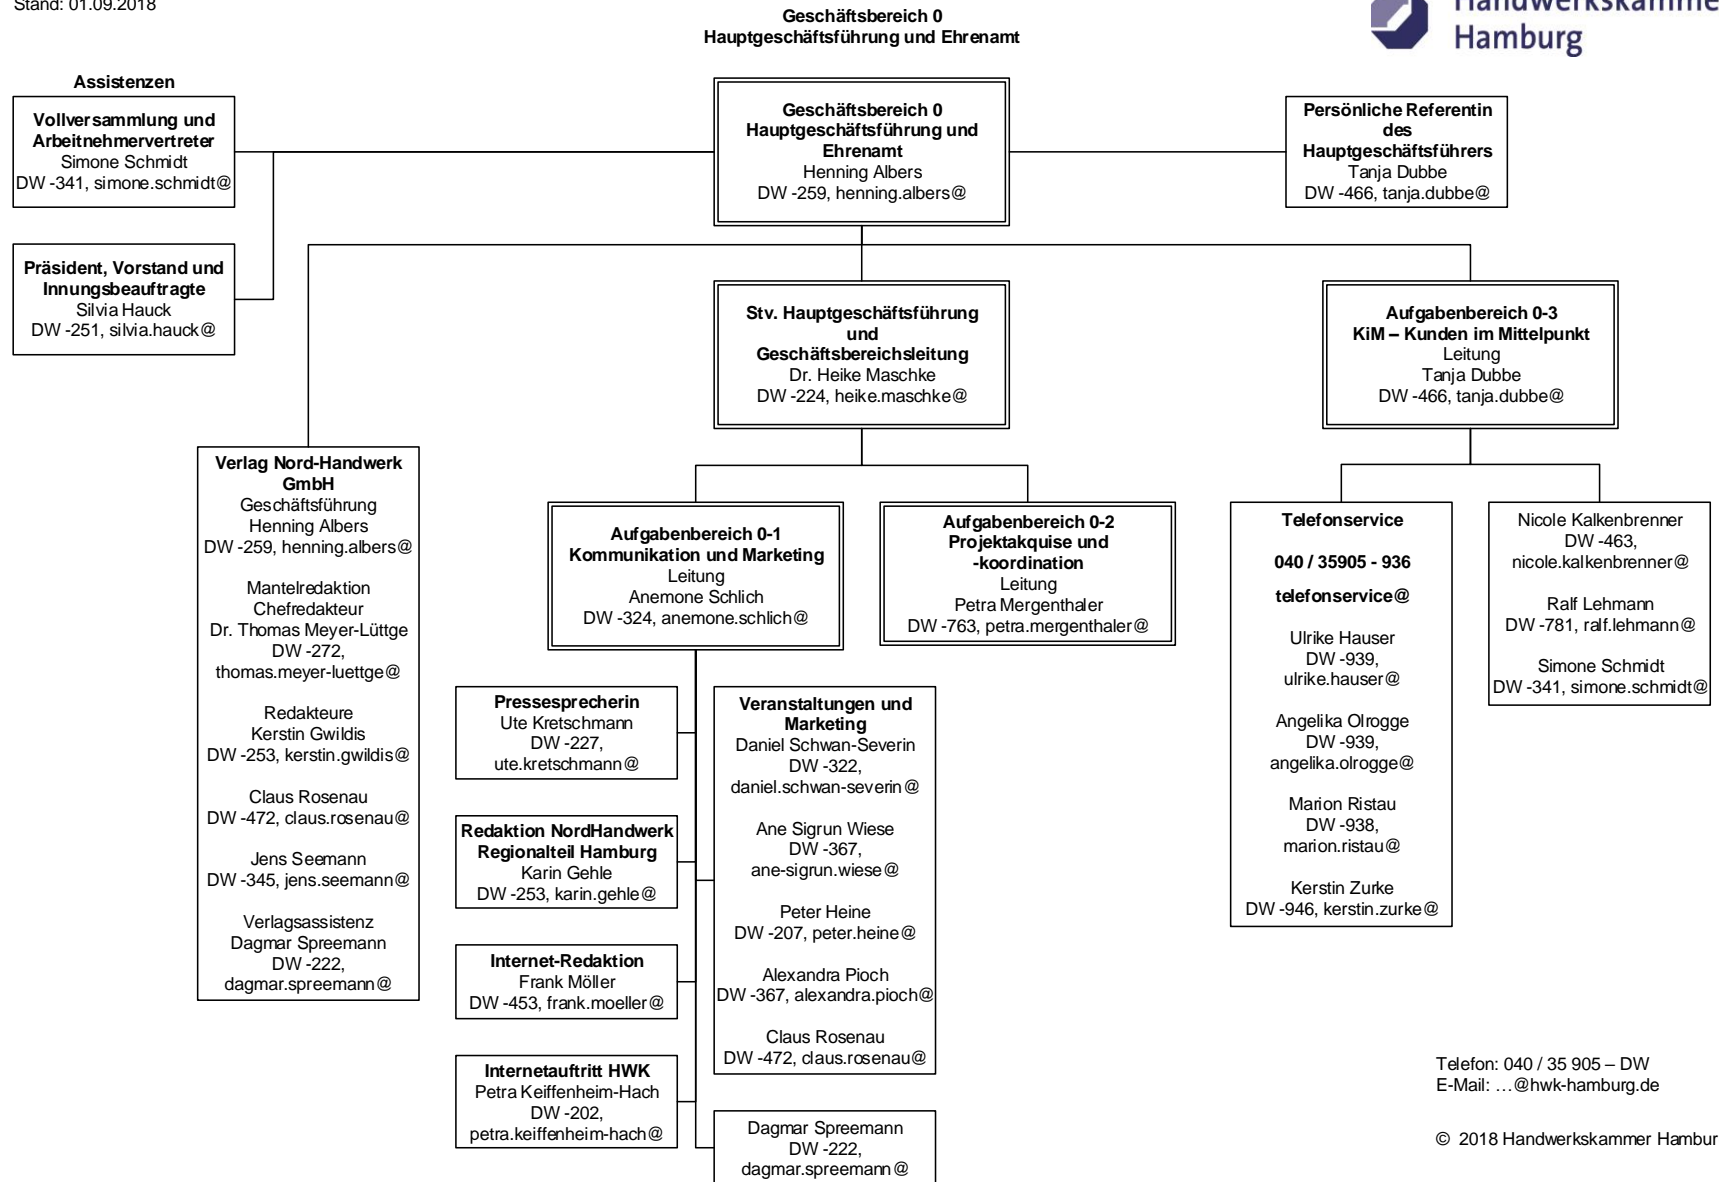 Stand: 01.09.2018
Geschäftsbereich 0
Hauptgeschäftsführung und Ehrenamt
Handwerkskamme
Hamburg
Assistenzen
Vollversammlung und
Arbeitnehmervertreter
Simone Schmidt
DW -341, simone.schmidt@
Geschäftsbereich 0
Hauptgeschäftsführung und
Ehrenamt
Henning Albers
DW -259, henning.albers@
Persönliche Referentin
des
Hauptgeschäftsführers
Tanja Dubbe
DW -466, tanja.dubbe@
Präsident, Vorstand und
Innungsbeauftragte
Silvia Hauck
DW -251, silvia.hauck@
Stv. Hauptgeschäftsführung
und
Geschäftsbereichsleitung
Dr. Heike Maschke
DW -224, heike.maschke@
Aufgabenbereich 0-3
KiM – Kunden im Mittelpunkt
Leitung
Tanja Dubbe
DW -466, tanja.dubbe@
Verlag Nord-Handwerk
GmbH
Geschäftsführung
Henning Albers
DW -259, henning.albers@
Mantelredaktion
Chefredakteur
Dr. Thomas Meyer-Lüttge
DW -272,
thomas.meyer-luettge@
Redakteure
Kerstin Gwildis
DW -253, kerstin.gwildis@
Claus Rosenau
DW -472, claus.rosenau@
Jens Seemann
DW -345, jens.seemann@
Verlagsassistenz
Dagmar Spreemann
DW -222,
dagmar.spreemann@
Aufgabenbereich 0-1
Kommunikation und Marketing
Leitung
Anemone Schlich
DW -324, anemone.schlich@
Aufgabenbereich 0-2
Projektakquise und
-koordination
Leitung
Petra Mergenthaler
DW -763, petra.mergenthaler@
Telefonservice
040 / 35905 - 936
telefonservice@
Ulrike Hauser
DW -939,
ulrike.hauser@
Angelika Olrogge
DW -939,
angelika.olrogge@
Marion Ristau
DW -938,
marion.ristau@
Kerstin Zurke
DW -946, kerstin.zurke@
Nicole Kalkenbrenner
DW -463,
nicole.kalkenbrenner@
Ralf Lehmann
DW -781, ralf.lehmann@
Simone Schmidt
DW -341, simone.schmidt@
Pressesprecherin
Ute Kretschmann
DW -227,
ute.kretschmann@
Redaktion NordHandwerk
Regionalteil Hamburg
Karin Gehle
DW -253, karin.gehle@
Internet-Redaktion
Frank Möller
DW -453, frank.moeller@
Internetauftritt HWK
Petra Keiffenheim-Hach
DW -202,
petra.keiffenheim-hach@
Veranstaltungen und
Marketing
Daniel Schwan-Severin
DW -322,
daniel.schwan-severin@
Ane Sigrun Wiese
DW -367,
ane-sigrun.wiese@
Peter Heine
DW -207, peter.heine@
Alexandra Pioch
DW -367, alexandra.pioch@
Claus Rosenau
DW -472, claus.rosenau@
Dagmar Spreemann
DW -222,
dagmar.spreemann@
Telefon: 040 / 35 905 – DW
E-Mail: …@hwk-hamburg.de
© 2018 Handwerkskammer Hambur